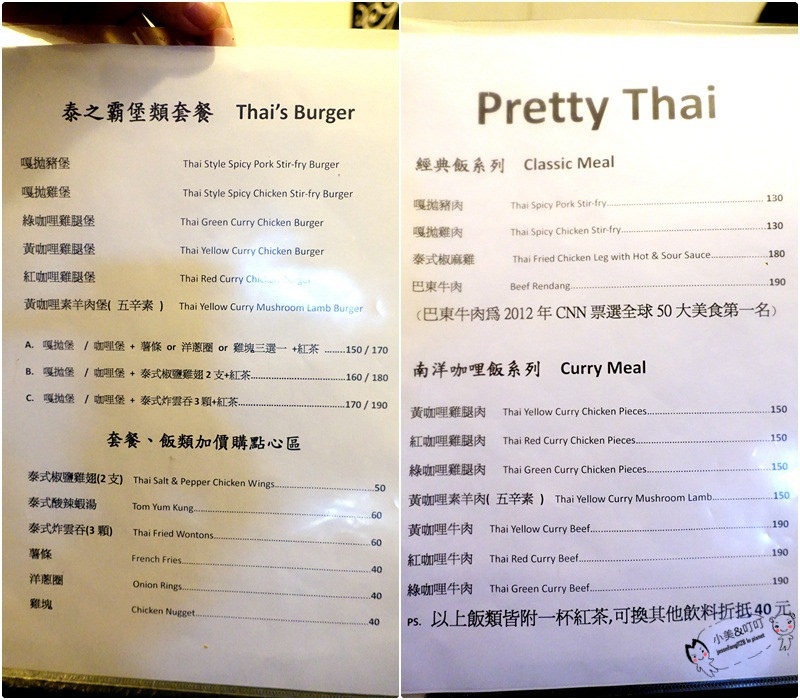 泰之霸堡類套餐 Thai's Burger
嘎拋豬堡 Thai Style Spicy Pork Stir-fry Burger
嘎拋雞堡 Thai Style Spicy Chicken Stir-fry Burger
綠咖哩雞腿堡 Thai Green Curry Chicken Burger
黃咖哩雞腿堡 Thai Yellow Curry Chicken Burger
紅咖哩雞腿堡 Thai Red Curry Chicken Burger
黃咖哩素羊肉堡( 五辛素 ) Thai Yellow Curry Mushroom Lamb Burger
A. 嘎拋堡 / 咖哩堡 + 薯條 or 洋蔥圈 or 雞塊三選一 +紅茶 ........150 / 170
B. 嘎拋堡 / 咖哩堡 + 泰式椒鹽雞翅 2 支+紅茶................................160 / 180
C. 嘎拋堡 / 咖哩堡 + 泰式炸雲吞 3 顆+紅茶................................170 / 190
套餐、飯類加價購點心區
泰式椒鹽雞翅(2 支) Thai Salt & Pepper Chicken Wings................................50
泰式酸辣蝦湯 Tom Yum Kung................................60
泰式炸雲吞(3 顆) Thai Fried Wontons................................60
薯條 French Fries................................40
洋蔥圈 Onion Rings................................40
雞塊 Chicken Nugget................................40
Pretty Thai
經典飯系列 Classic Meal
嘎拋豬肉 Thai Spicy Pork Stir-fry................................130
嘎拋雞肉 Thai Spicy Chicken Stir-fry................................130
泰式椒麻雞 Thai Fried Chicken Leg with Hot & Sour Sauce................180
巴東牛肉 Beef Rendang................................190
(巴東牛肉為 2012 年 CNN 票選全球 50 大美食第一名)
南洋咖哩飯系列 Curry Meal
黃咖哩雞腿肉 Thai Yellow Curry Chicken Pieces................................150
紅咖哩雞腿肉 Thai Red Curry Chicken Pieces................................150
綠咖哩雞腿肉 Thai Green Curry Chicken Pieces................................150
黃咖哩素羊肉( 五辛素 ) Thai Yellow Curry Mushroom Lamb................150
黃咖哩牛肉 Thai Yellow Curry Beef................................190
紅咖哩牛肉 Thai Red Curry Beef................................190
綠咖哩牛肉 Thai Green Curry Beef................................190
PS. 以上飯類皆附一杯紅茶,可換其他飲料折抵 40 元
小美&叮叮